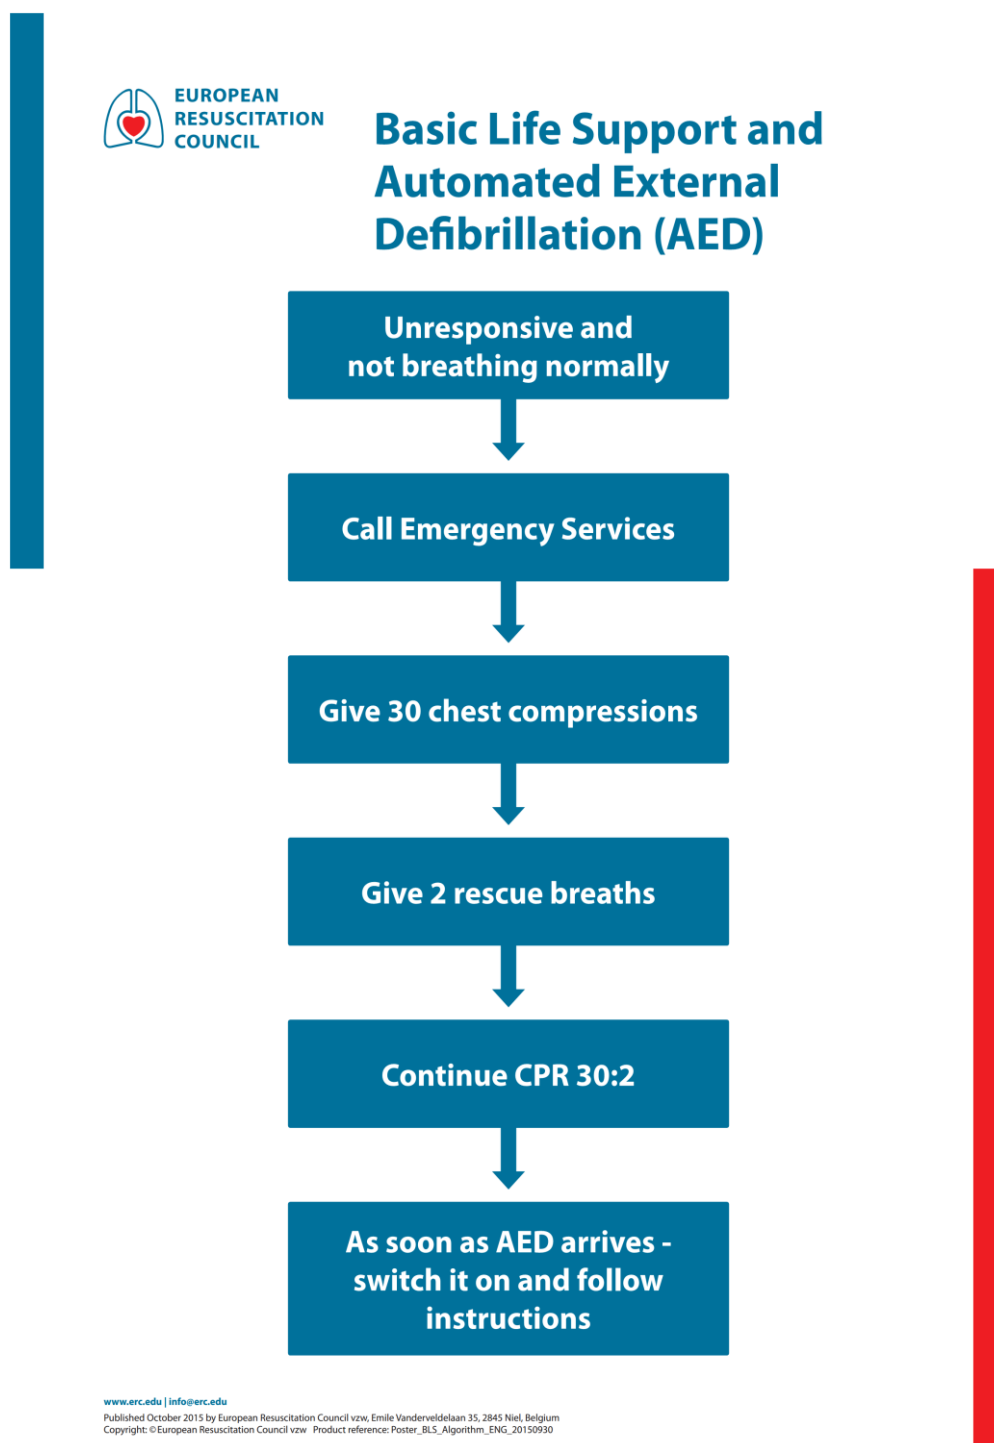 EUROPEAN
RESUSCITATION
COUNCIL
Basic Life Support and
Automated External
Defibrillation (AED)
Unresponsive and
not breathing normally
Call Emergency Services
Give 30 chest compressions
Give 2 rescue breaths
Continue CPR 30:2
As soon as AED arrives -
switch it on and follow
instructions
www.erc.edu | info@erc.edu
Published October 2015 by European Resuscitation Council vzw, Emile Vanderveldelaan 35, 2845 Niel, Belgium
Copyright: © European Resuscitation Council vzw Product reference: Poster_BLS_Algorithm_ENG_20150930